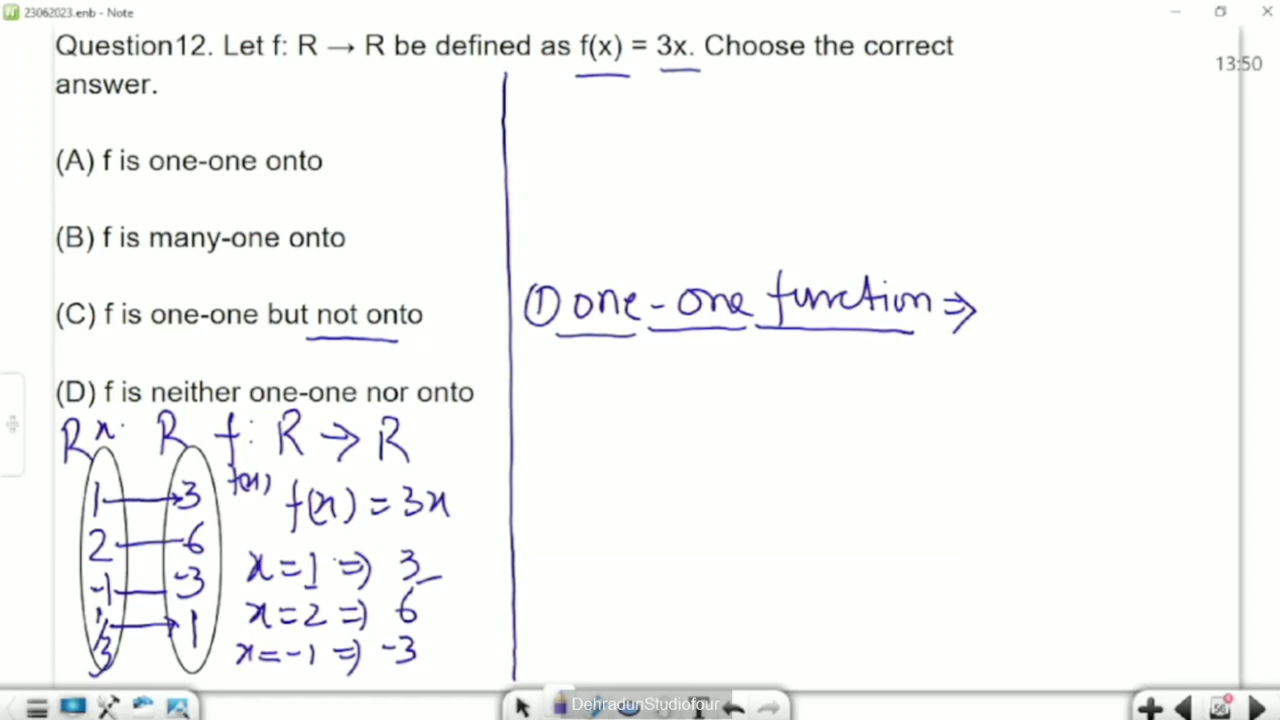 23062023.enb - Note
Question12. Let f: R → R be defined as f(x) = 3x. Choose the correct
answer.
13:50
(A) f is one-one onto
(B) f is many-one onto
(C) f is one-one but not onto
(D) f is neither one-one nor onto
① one-one function ⇒
R x R f: R → R
f(x)
f(x) = 3x
1 → 3
2 — 6
-1 — -3
1/3 → 1
x = 1 ⇒ 3
x = 2 ⇒ 6
x = -1 ⇒ -3
DehradunStudiofour